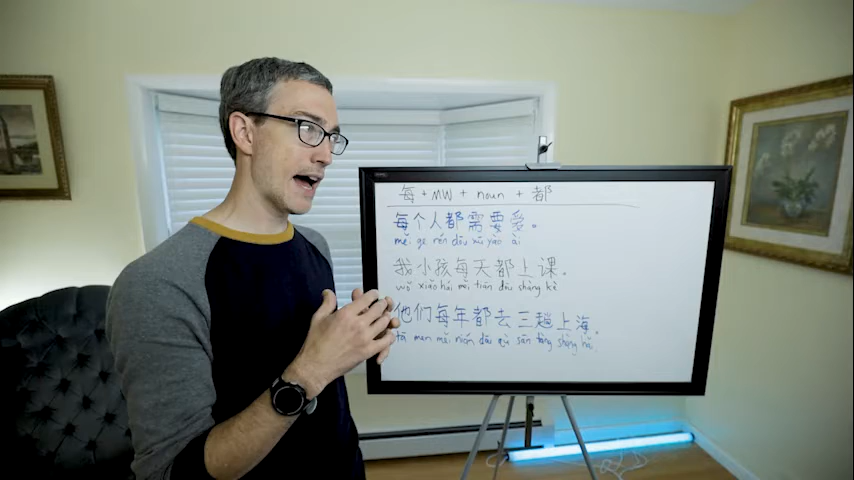 每 + MW + noun + 都
每个人都需要爱。
měi ge rén dōu xū yào ài
我小孩每天都上课。
wǒ xiǎo hái měi tiān dōu shàng kè
他们每年都去三趟上海。
tā men měi nián dōu qù sān tàng shàng hǎi